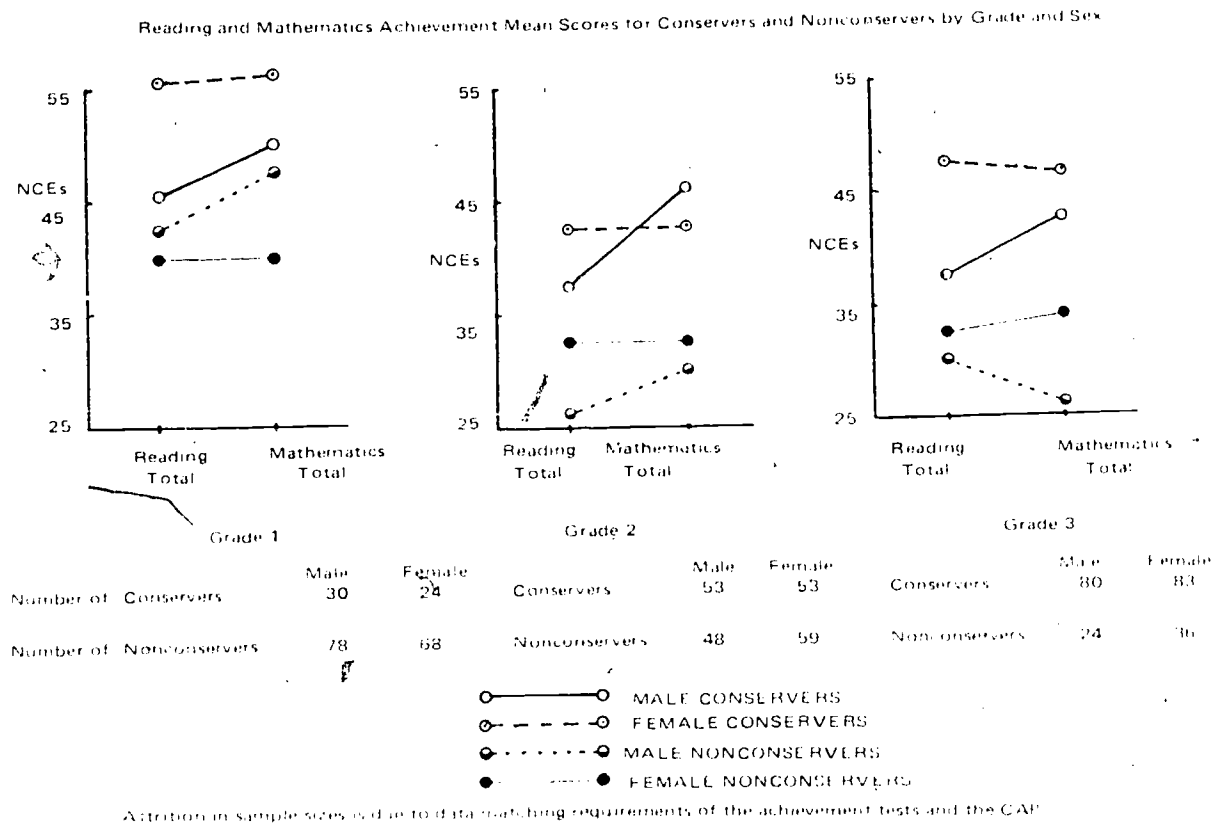 Reading and Mathematics Achievement Mean Scores for Conservers and Nonconservers by Grade and Sex
55
NCEs
45
35
25
Reading Total
Mathematics Total
Grade 1
55
45
NCEs
35
25
Reading Total
Mathematics Total
Grade 2
55
45
NCEs
35
25
Reading Total
Mathematics Total
Grade 3
Male Female Male Female Male Female
Number of Conservers 30 24 Conservers 53 53 Conservers 80 83
Number of Nonconservers 78 68 Nonconservers 48 59 Nonconservers 24 36
MALE CONSERVERS
FEMALE CONSERVERS
MALE NONCONSERVERS
FEMALE NONCONSERVERS
Attrition in sample sizes is due to data matching requirements of the achievement tests and the CAP